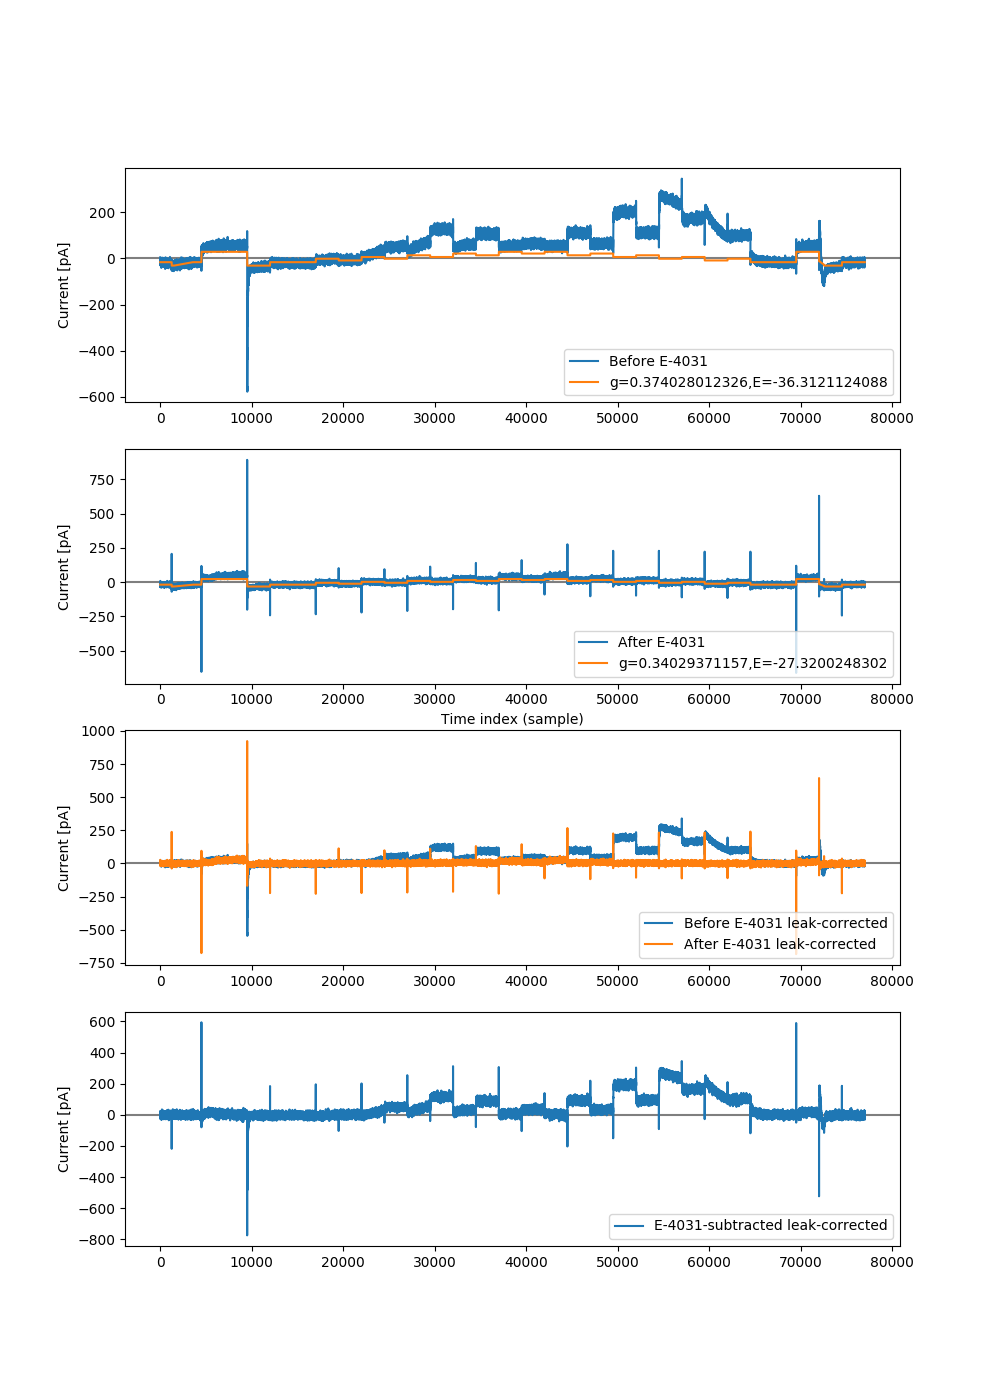 200
0
−200
−400
−600
Current [pA]
Before E-4031
g=0.374028012326,E=-36.3121124088
0 10000 20000 30000 40000 50000 60000 70000 80000
750
500
250
0
−250
−500
Current [pA]
After E-4031
g=0.34029371157,E=-27.3200248302
0 10000 20000 30000 40000 50000 60000 70000 80000
Time index (sample)
1000
750
500
250
0
−250
−500
−750
Current [pA]
Before E-4031 leak-corrected
After E-4031 leak-corrected
0 10000 20000 30000 40000 50000 60000 70000 80000
600
400
200
0
−200
−400
−600
−800
Current [pA]
E-4031-subtracted leak-corrected
0 10000 20000 30000 40000 50000 60000 70000 80000